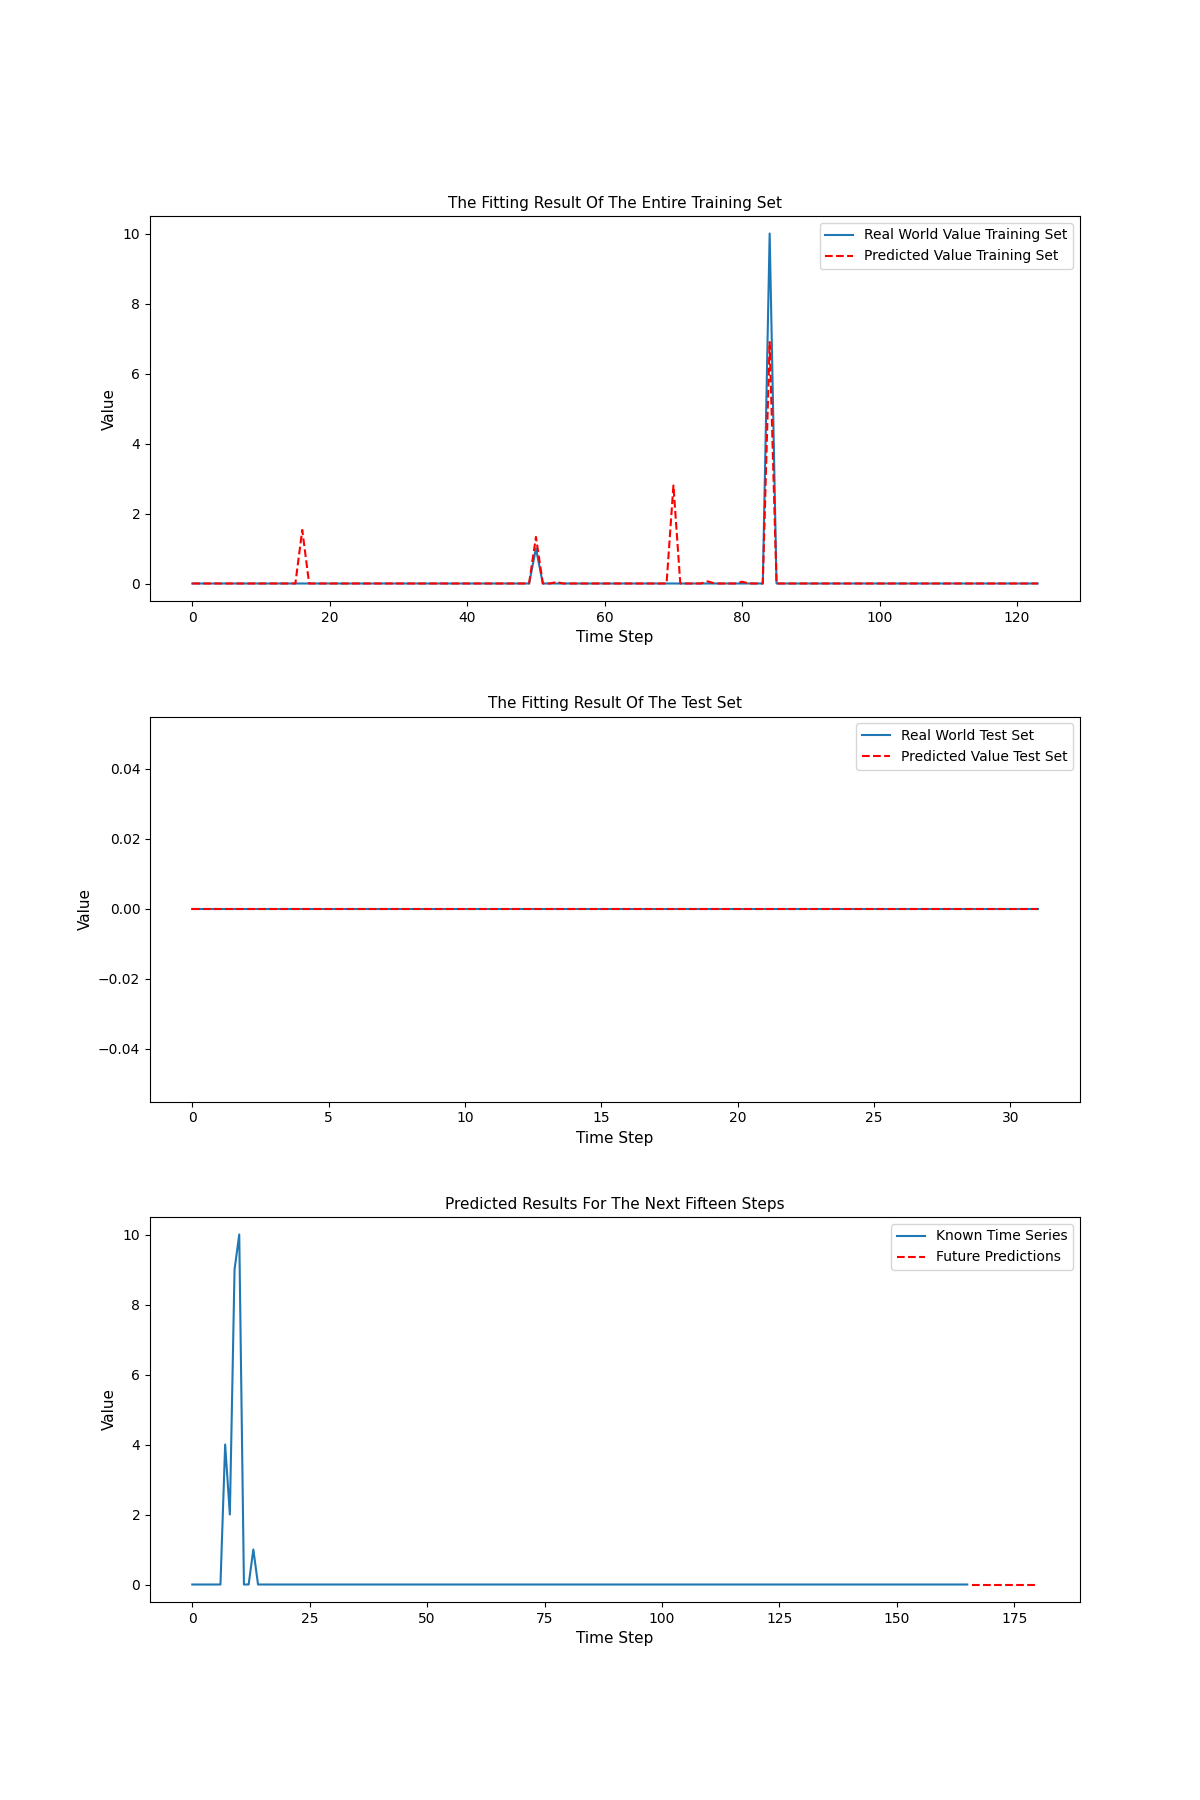 The Fitting Result Of The Entire Training Set
Real World Value Training Set
Predicted Value Training Set
10
8
6
4
2
0
Value
0 20 40 60 80 100 120
Time Step
The Fitting Result Of The Test Set
Real World Test Set
Predicted Value Test Set
0.04
0.02
0.00
−0.02
−0.04
Value
0 5 10 15 20 25 30
Time Step
Predicted Results For The Next Fifteen Steps
Known Time Series
Future Predictions
10
8
6
4
2
0
Value
0 25 50 75 100 125 150 175
Time Step